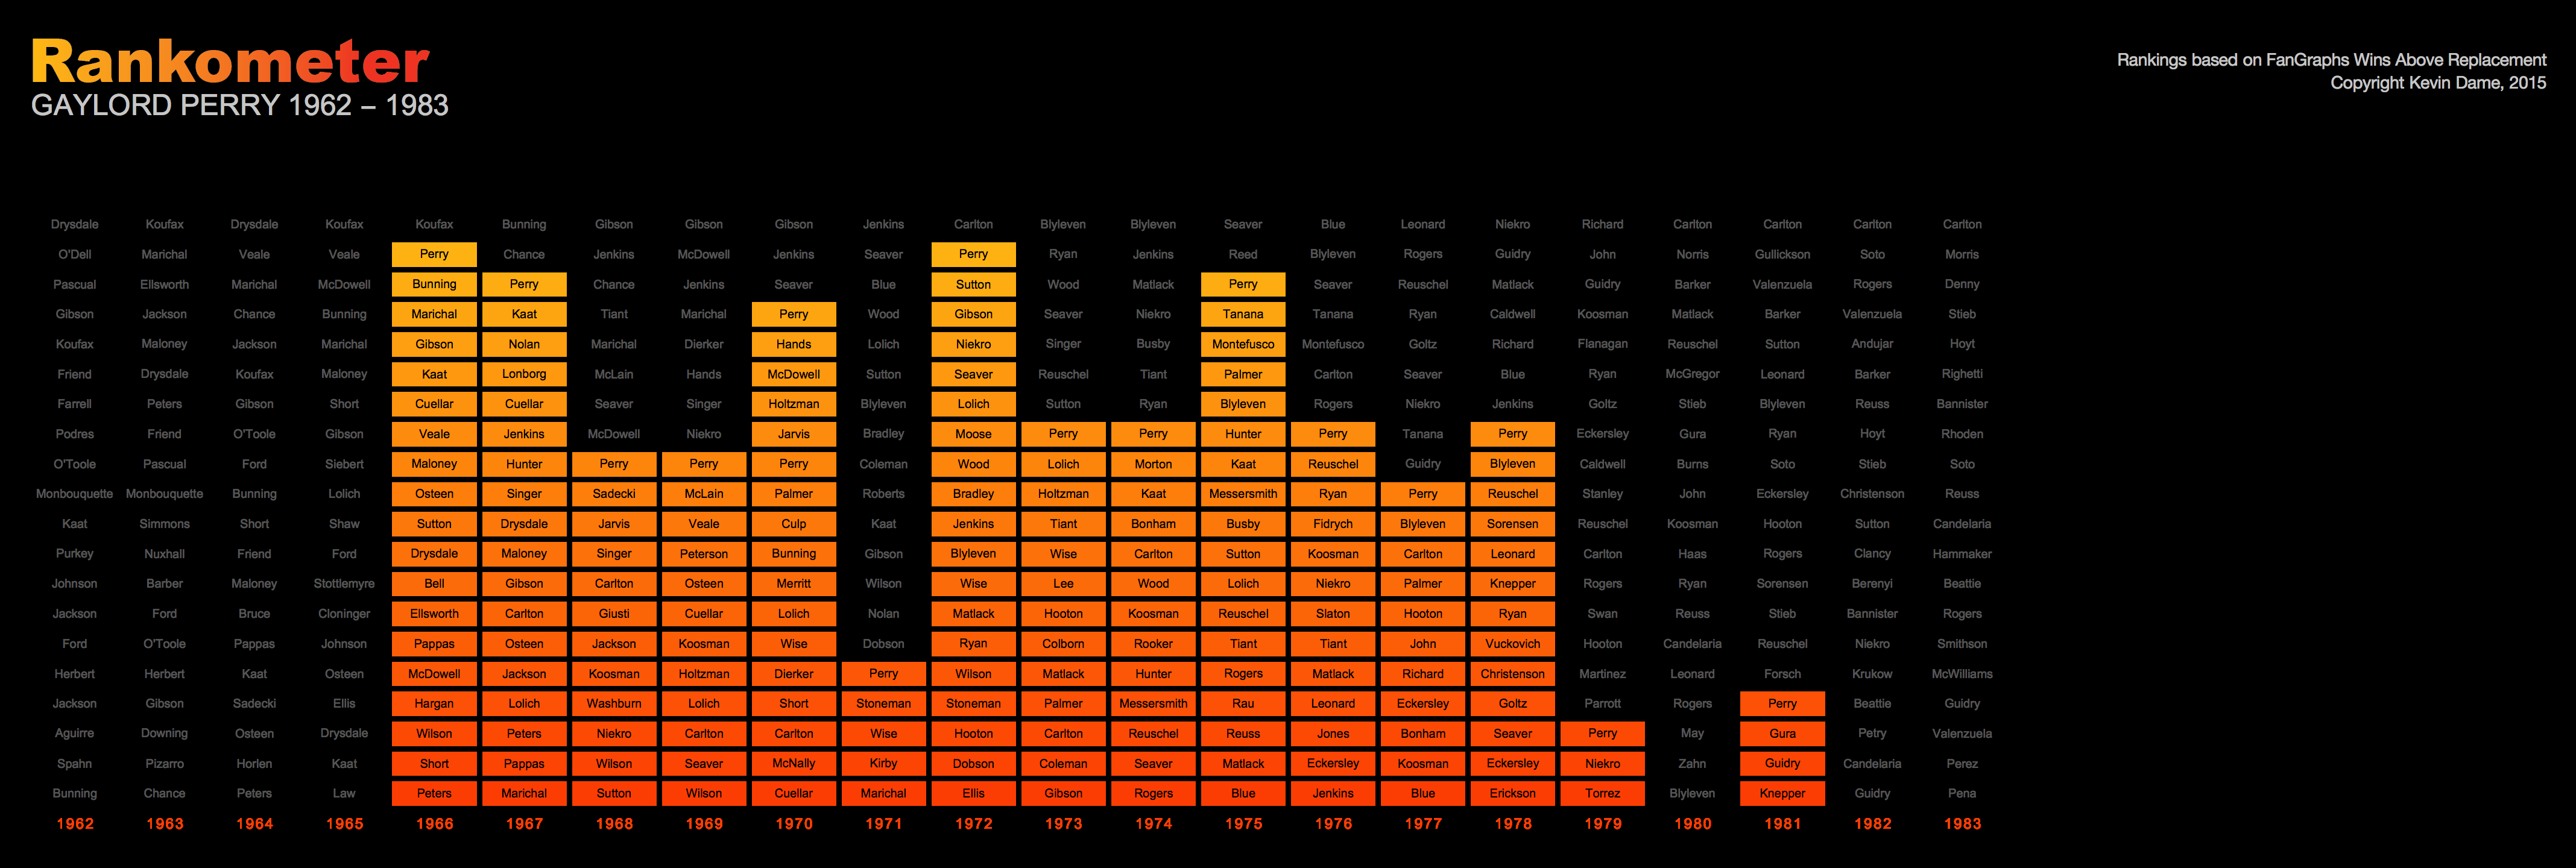 Rankometer
GAYLORD PERRY 1962 – 1983
Rankings based on FanGraphs Wins Above Replacement
Copyright Kevin Dame, 2015
Drysdale Koufax Drysdale Koufax Koufax Bunning Gibson Gibson Gibson Jenkins Carlton Blyleven Blyleven Seaver Blue Leonard Niekro Richard Carlton Carlton Carlton Carlton
O'Dell Marichal Veale Veale Perry Chance Jenkins McDowell Jenkins Seaver Perry Ryan Jenkins Reed Blyleven Rogers Guidry John Norris Gullickson Soto Morris
Pascual Ellsworth Marichal McDowell Bunning Perry Chance Jenkins Seaver Blue Sutton Wood Matlack Perry Seaver Reuschel Matlack Guidry Barker Valenzuela Rogers Denny
Gibson Jackson Chance Bunning Marichal Kaat Tiant Marichal Perry Wood Gibson Seaver Niekro Tanana Tanana Ryan Caldwell Koosman Matlack Barker Valenzuela Stieb
Koufax Maloney Jackson Marichal Gibson Nolan Marichal Dierker Hands Lolich Niekro Singer Busby Montefusco Montefusco Goltz Richard Flanagan Reuschel Sutton Andujar Hoyt
Friend Drysdale Koufax Maloney Kaat Lonborg McLain Hands McDowell Sutton Seaver Reuschel Tiant Palmer Carlton Seaver Blue Ryan McGregor Leonard Barker Righetti
Farrell Peters Gibson Short Cuellar Cuellar Seaver Singer Holtzman Blyleven Lolich Sutton Ryan Blyleven Rogers Niekro Jenkins Goltz Stieb Blyleven Reuss Bannister
Podres Friend O'Toole Gibson Veale Jenkins McDowell Niekro Jarvis Bradley Moose Perry Perry Hunter Perry Tanana Perry Eckersley Gura Ryan Hoyt Rhoden
O'Toole Pascual Ford Siebert Maloney Hunter Perry Perry Perry Coleman Wood Lolich Morton Kaat Reuschel Guidry Blyleven Caldwell Burns Soto Stieb Soto
Monbouquette Monbouquette Bunning Lolich Osteen Singer Sadecki McLain Palmer Roberts Bradley Holtzman Kaat Messersmith Ryan Perry Reuschel Stanley John Eckersley Christenson Reuss
Kaat Simmons Short Shaw Sutton Drysdale Jarvis Veale Culp Kaat Jenkins Tiant Bonham Busby Fidrych Blyleven Sorensen Reuschel Koosman Hooton Sutton Candelaria
Purkey Nuxhall Friend Ford Drysdale Maloney Singer Peterson Bunning Gibson Blyleven Wise Carlton Sutton Koosman Carlton Leonard Carlton Haas Rogers Clancy Hammaker
Johnson Barber Maloney Stottlemyre Bell Gibson Carlton Osteen Merritt Wilson Wise Lee Wood Lolich Niekro Palmer Knepper Rogers Ryan Sorensen Berenyi Beattie
Jackson Ford Bruce Cloninger Ellsworth Carlton Giusti Cuellar Lolich Nolan Matlack Hooton Koosman Reuschel Slaton Hooton Ryan Swan Reuss Stieb Bannister Rogers
Ford O'Toole Pappas Johnson Pappas Osteen Jackson Koosman Wise Dobson Ryan Colborn Rooker Tiant Tiant John Vuckovich Hooton Candelaria Reuschel Niekro Smithson
Herbert Herbert Kaat Osteen McDowell Jackson Koosman Holtzman Dierker Perry Wilson Matlack Hunter Rogers Matlack Richard Christenson Martinez Leonard Forsch Krukow McWilliams
Jackson Gibson Sadecki Ellis Hargan Lolich Washburn Lolich Short Stoneman Stoneman Palmer Messersmith Rau Leonard Eckersley Goltz Parrott Rogers Perry Beattie Guidry
Aguirre Downing Osteen Drysdale Wilson Peters Niekro Carlton Carlton Wise Hooton Carlton Reuschel Reuss Jones Bonham Seaver Perry May Gura Petry Valenzuela
Spahn Pizarro Horlen Kaat Short Pappas Wilson Seaver McNally Kirby Dobson Coleman Seaver Matlack Eckersley Koosman Eckersley Niekro Zahn Guidry Candelaria Perez
Bunning Chance Peters Law Peters Marichal Sutton Wilson Cuellar Marichal Ellis Gibson Rogers Blue Jenkins Blue Erickson Torrez Blyleven Knepper Guidry Pena
1962 1963 1964 1965 1966 1967 1968 1969 1970 1971 1972 1973 1974 1975 1976 1977 1978 1979 1980 1981 1982 1983